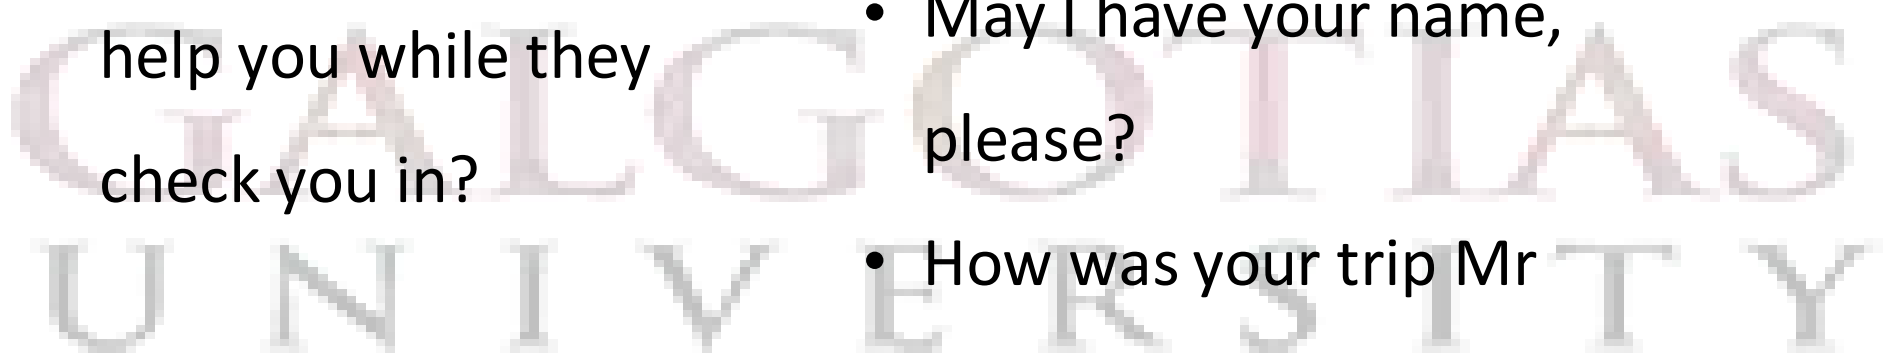 help you while they
check you in?
• May I have your name,
please?
• How was your trip Mr
GALGOTIAS
UNIVERSITY